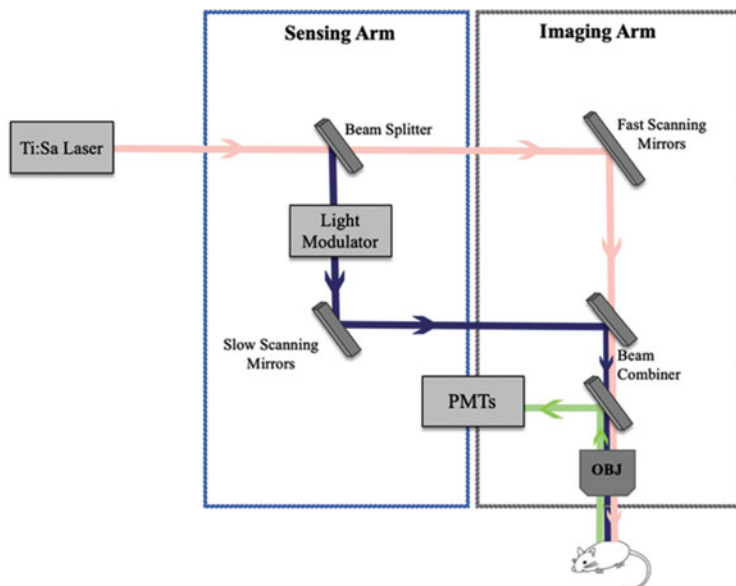 Sensing Arm
Imaging Arm
Ti:Sa Laser
Beam Splitter
Fast Scanning
Mirrors
Light
Modulator
Slow Scanning
Mirrors
Beam
Combiner
PMTs
OBJ